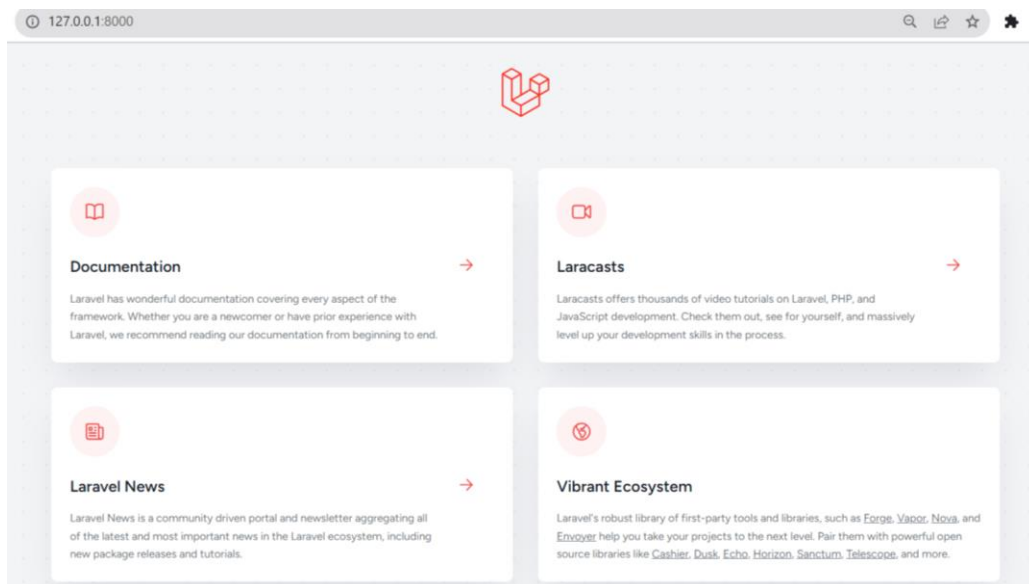 127.0.0.1:8000
Documentation
Laravel has wonderful documentation covering every aspect of the
framework. Whether you are a newcomer or have prior experience with
Laravel, we recommend reading our documentation from beginning to end.
Laracasts
Laracasts offers thousands of video tutorials on Laravel, PHP, and
JavaScript development. Check them out, see for yourself, and massively
level up your development skills in the process.
Laravel News
Laravel News is a community driven portal and newsletter aggregating all
of the latest and most important news in the Laravel ecosystem, including
new package releases and tutorials.
Vibrant Ecosystem
Laravel's robust library of first-party tools and libraries, such as Forge, Vapor, Nova, and
Envoyer help you take your projects to the next level. Pair them with powerful open
source libraries like Cashier, Dusk, Echo, Horizon, Sanctum, Telescope, and more.